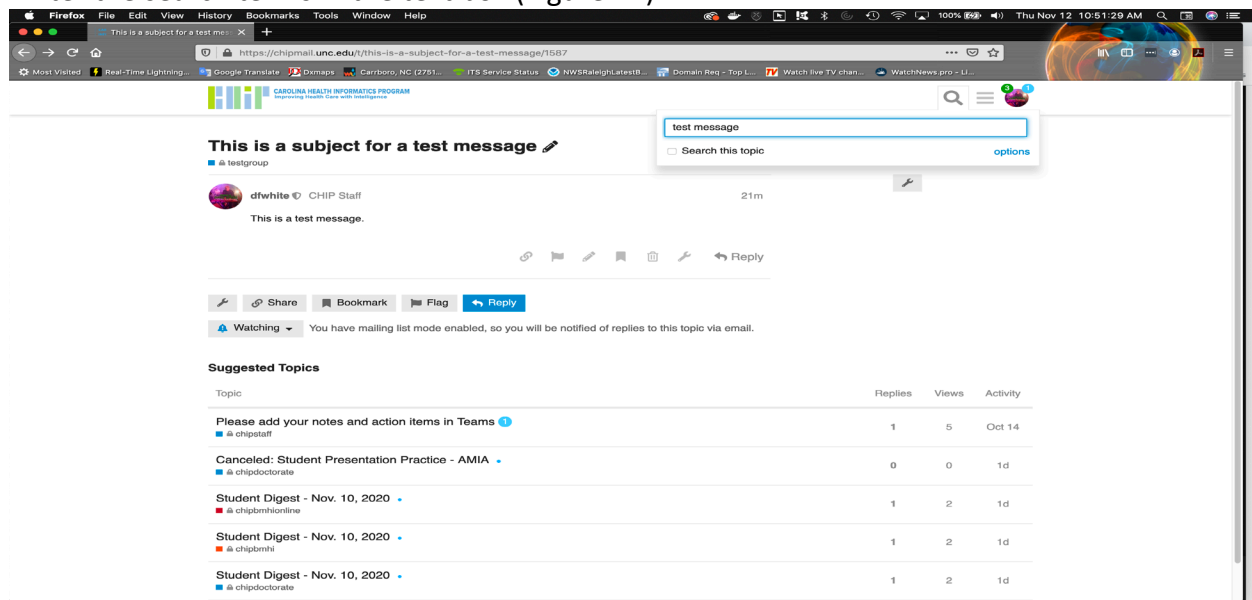 Firefox File Edit View History Bookmarks Tools Window Help 100% Thu Nov 12 10:51:29 AM
This is a subject for a test mess
https://chipmail.unc.edu/t/this-is-a-subject-for-a-test-message/1587
Most Visited Real-Time Lightning... Google Translate Dxmaps Carrboro, NC (2751... ITS Service Status NWSRaleighLatestB... Domain Req - Top L... Watch live TV chan... WatchNews.pro - Li...
CAROLINA HEALTH INFORMATICS PROGRAM
Improving Health Care with Intelligence
3 1
test message
Search this topic options
This is a subject for a test message
testgroup
dfwhite CHIP Staff 21m
This is a test message.
Reply
Share Bookmark Flag Reply
Watching You have mailing list mode enabled, so you will be notified of replies to this topic via email.
Suggested Topics
Topic Replies Views Activity
Please add your notes and action items in Teams 1 1 5 Oct 14
chipstaff
Canceled: Student Presentation Practice - AMIA 0 0 1d
chipdoctorate
Student Digest - Nov. 10, 2020 1 2 1d
chipbmhionline
Student Digest - Nov. 10, 2020 1 2 1d
chipbmhi
Student Digest - Nov. 10, 2020 1 2 1d
chipdoctorate